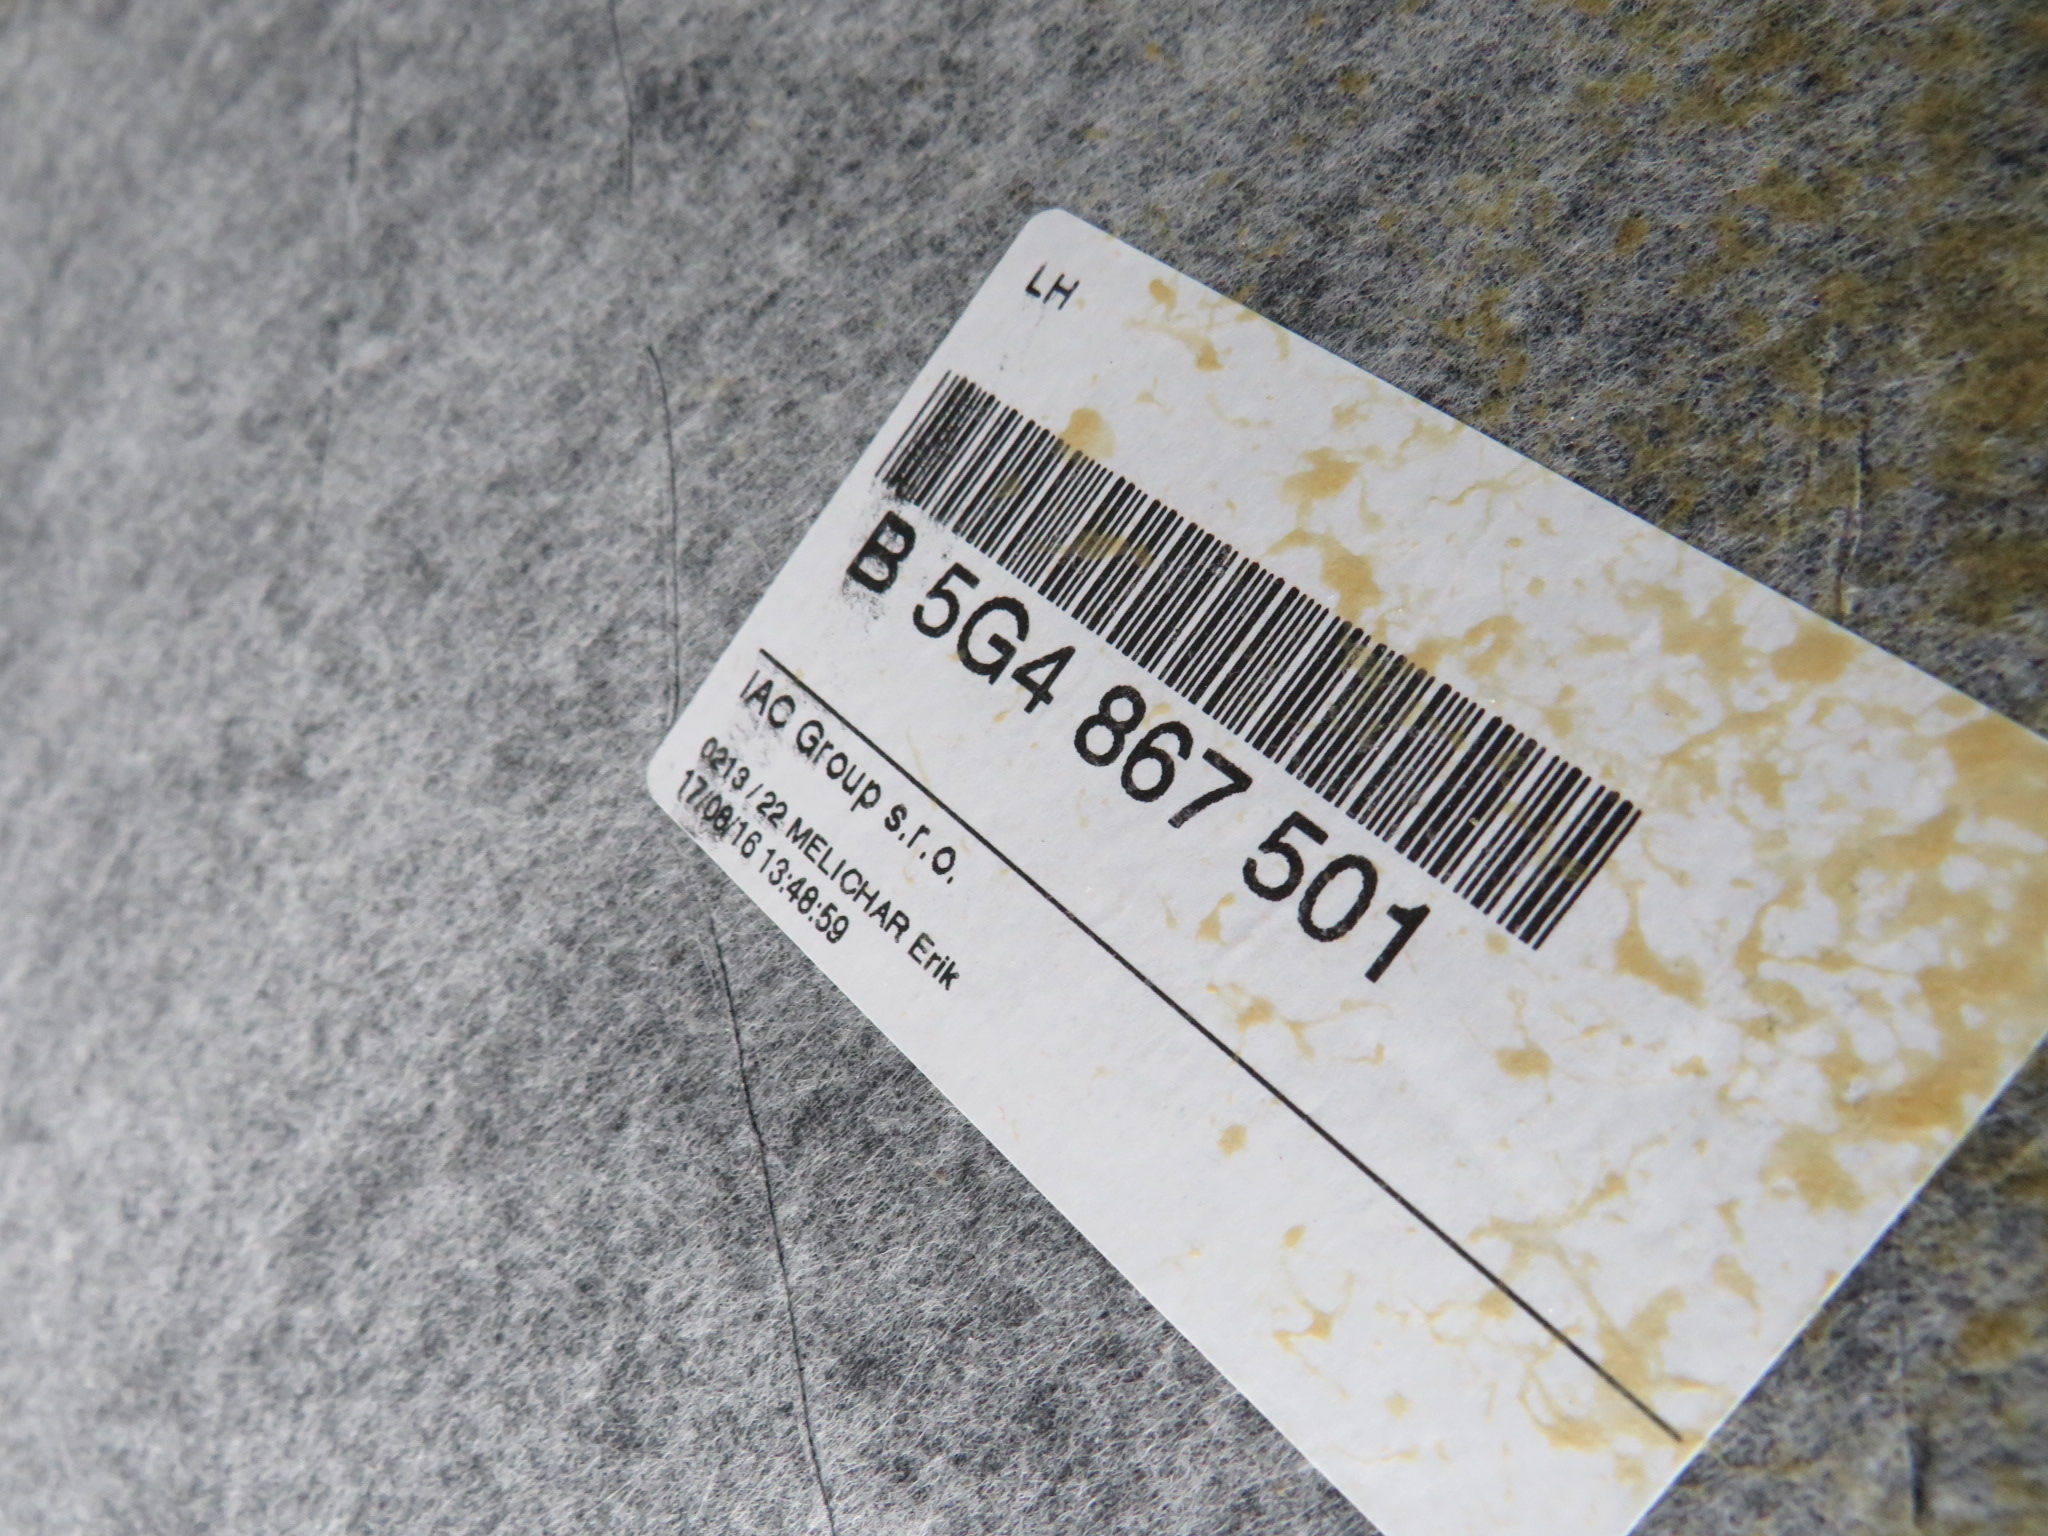 LH
B 5G4 867 501
IAC Group s.r.o.
0213 / 22 MELICHAR Erik
17/08/16 13:48:59